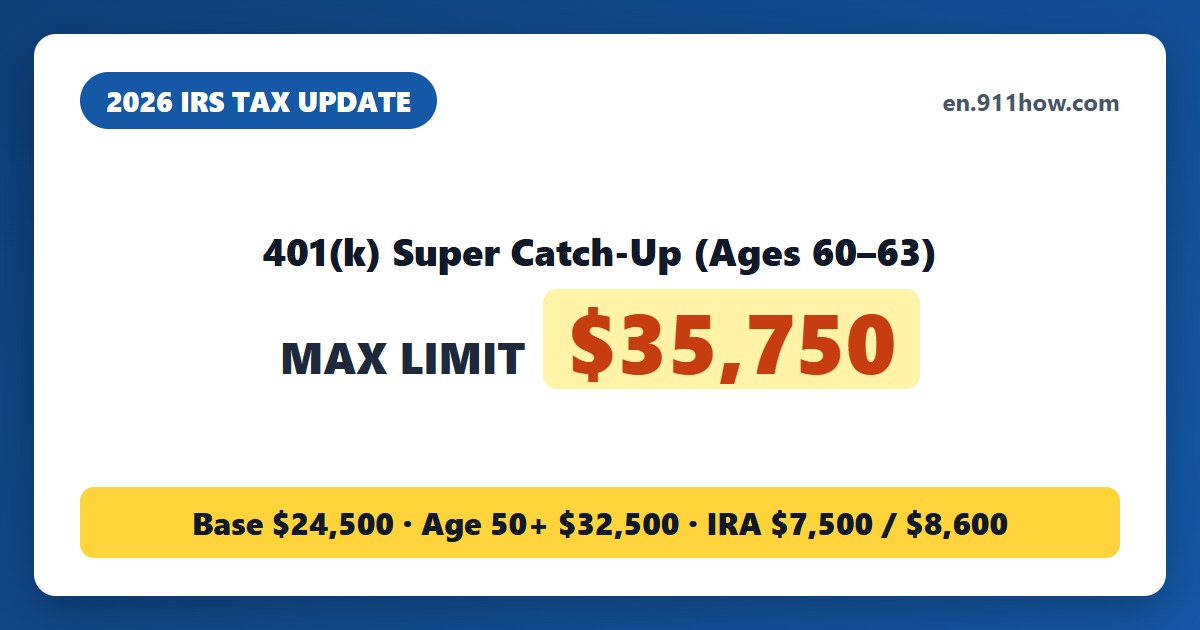 2026 IRS TAX UPDATE
en.911how.com
401(k) Super Catch-Up (Ages 60–63)
MAX LIMIT $35,750
Base $24,500 · Age 50+ $32,500 · IRA $7,500 / $8,600